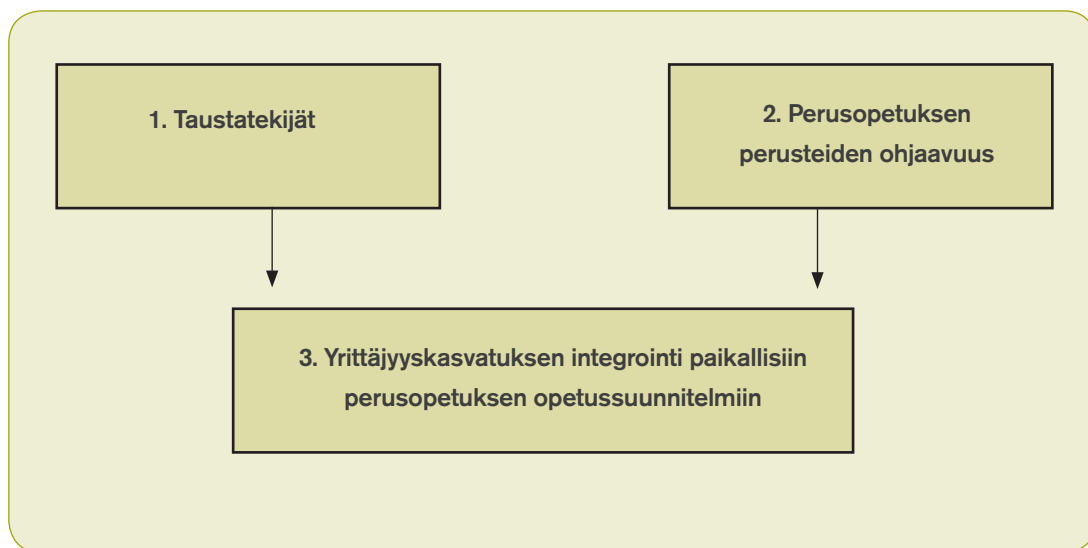 1. Taustatekijät
2. Perusopetuksen
perusteiden ohjaavuus
3. Yrittäjyyskasvatuksen integrointi paikallisiin
perusopetuksen opetussuunnitelmiin